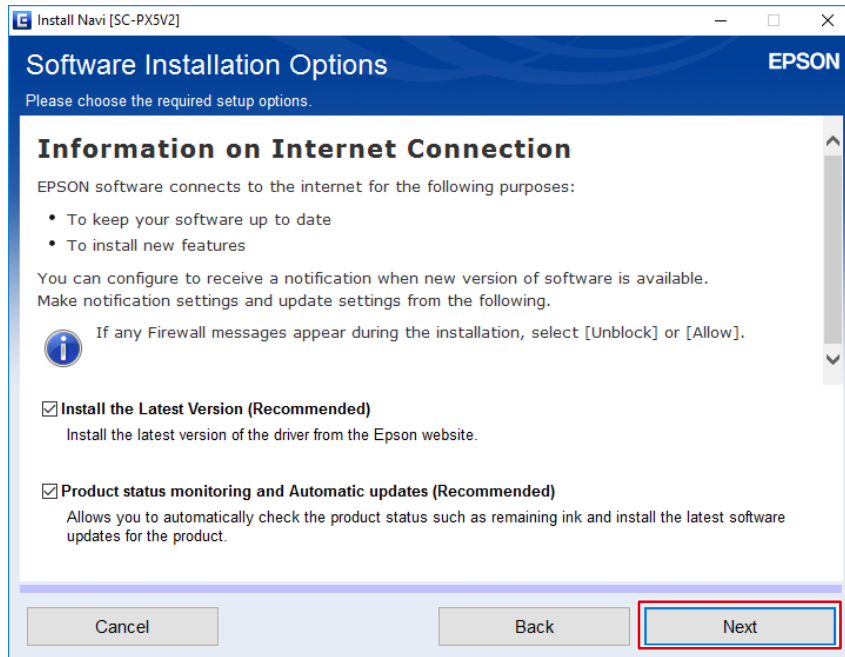 Install Navi [SC-PX5V2]
Software Installation Options
EPSON
Please choose the required setup options.
Information on Internet Connection
EPSON software connects to the internet for the following purposes:
• To keep your software up to date
• To install new features
You can configure to receive a notification when new version of software is available.
Make notification settings and update settings from the following.
If any Firewall messages appear during the installation, select [Unblock] or [Allow].
Install the Latest Version (Recommended)
Install the latest version of the driver from the Epson website.
Product status monitoring and Automatic updates (Recommended)
Allows you to automatically check the product status such as remaining ink and install the latest software
updates for the product.
Cancel
Back
Next